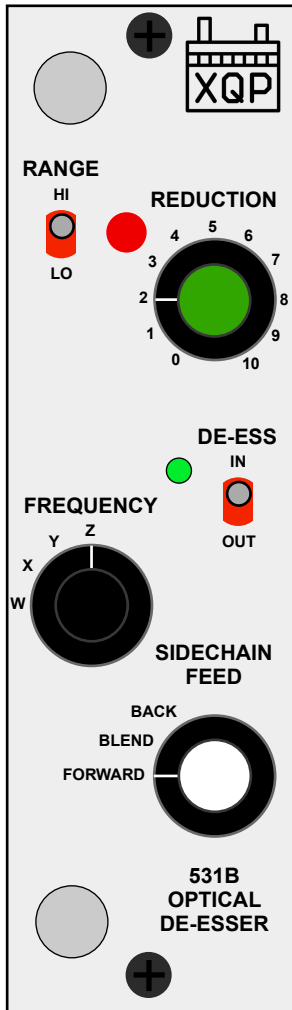 XQP
RANGE
HI
LO
REDUCTION
0 1 2 3 4 5 6 7 8 9 10
DE-ESS
IN
OUT
FREQUENCY
W X Y Z
SIDECHAIN
FEED
BACK
BLEND
FORWARD
531B
OPTICAL
DE-ESSER